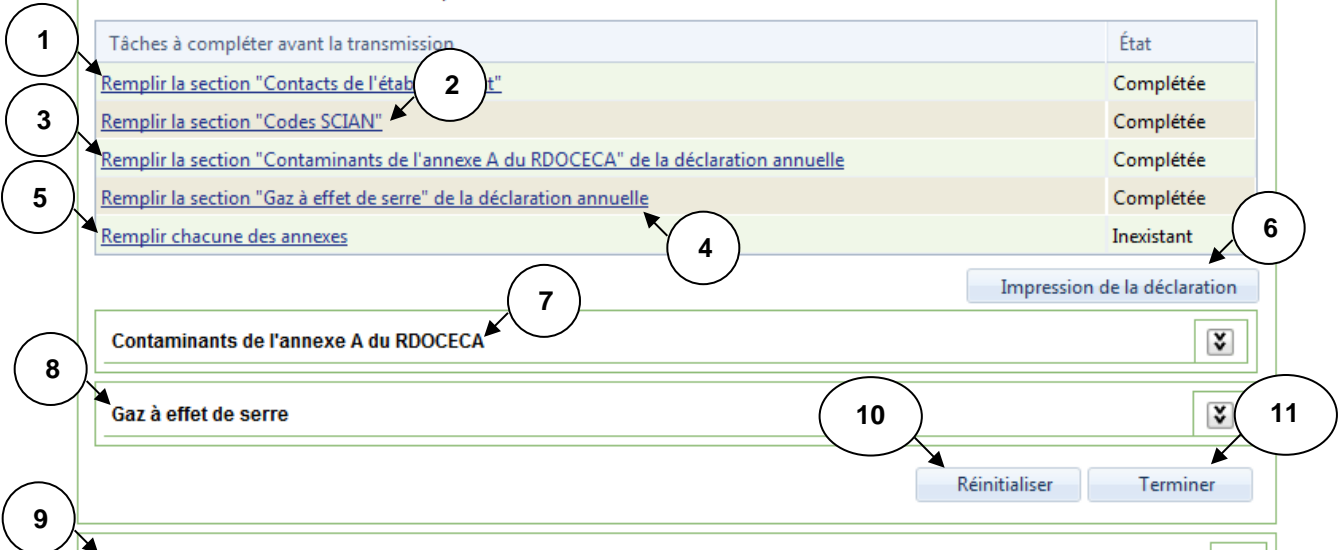 1
Tâches à compléter avant la transmission
État
Remplir la section "Contacts de l'étab t"
Complétée
2
Remplir la section "Codes SCIAN"
Complétée
3
Remplir la section "Contaminants de l'annexe A du RDOCECA" de la déclaration annuelle
Complétée
5
Remplir la section "Gaz à effet de serre" de la déclaration annuelle
Complétée
4
6
Remplir chacune des annexes
Inexistant
Impression de la déclaration
7
Contaminants de l'annexe A du RDOCECA
8
Gaz à effet de serre
10
11
Réinitialiser
Terminer
9